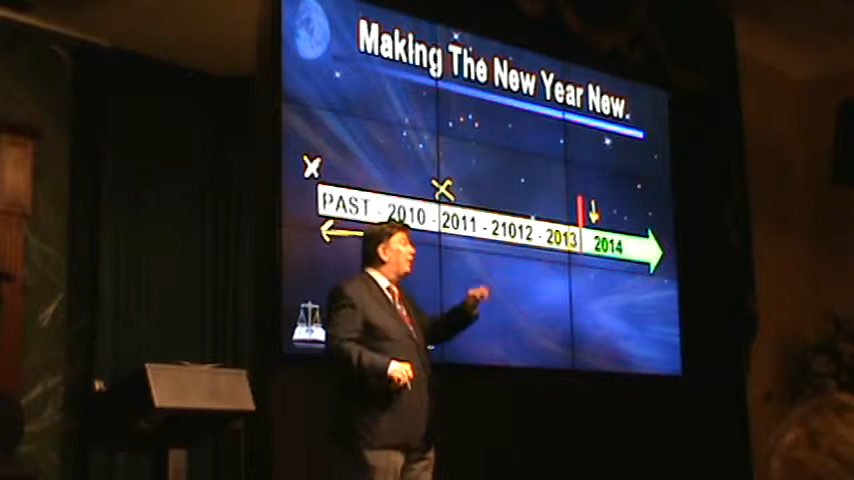 Making The New Year New.
PAST - 2010 - 2011 - 21012 - 2013 2014